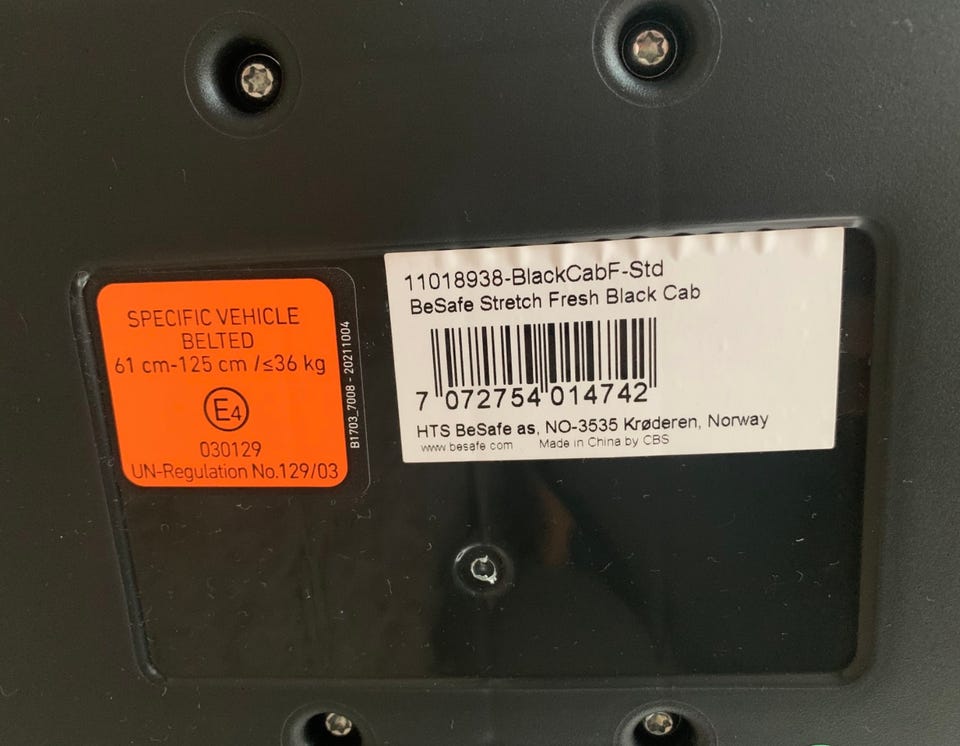 SPECIFIC VEHICLE
BELTED
61 cm-125 cm /≤36 kg
E4
030129
UN-Regulation No.129/03
B1703_7008 - 20211004
11018938-BlackCabF-Std
BeSafe Stretch Fresh Black Cab
7 072754 014742
HTS BeSafe as, NO-3535 Krøderen, Norway
www.besafe.com Made in China by CBS